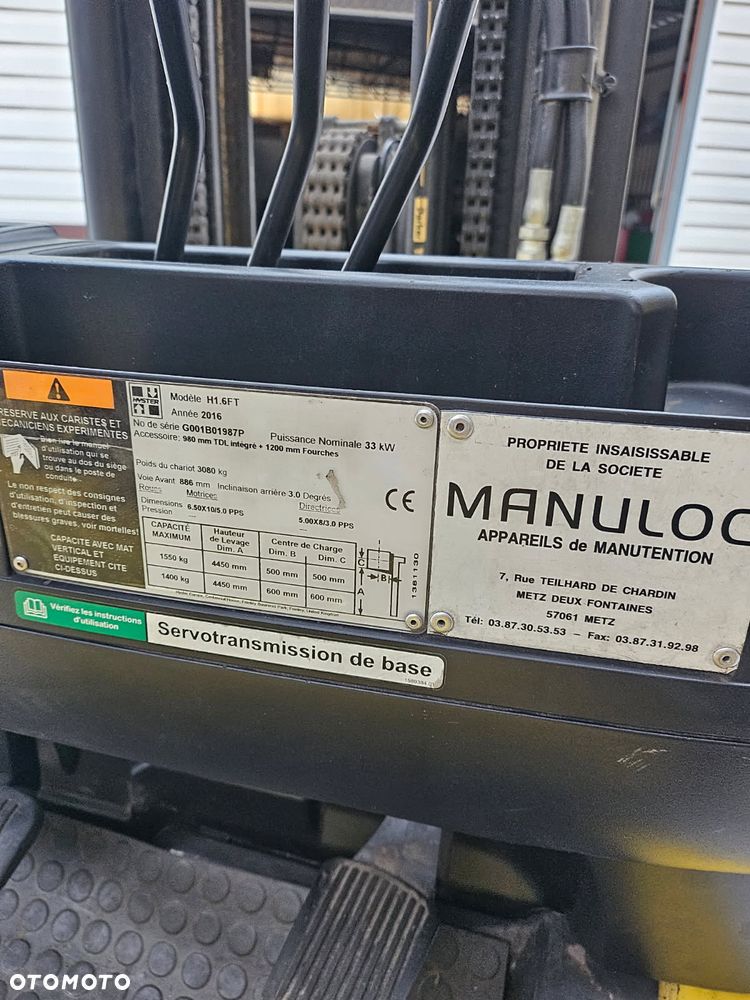 RESERVE AUX CARISTES ET
MECANICIENS EXPERIMENTES
Bien lire le manuel
d'utilisation qui se
trouve au dos du siège
ou dans le poste de
conduite.
Le non respect des consignes
d'utilisation, d'inspection et
d'entretien peut causer des
blessures graves, voir mortelles!
CAPACITE AVEC MAT
VERTICAL ET
EQUIPEMENT CITE
CI-DESSUS
HYSTER
Modèle H1.6FT
Année 2016
No de série G001B01987P
Puissance Nominale 33 kW
Accessoire: 980 mm TDL intégré + 1200 mm Fourches
Poids du chariot 3080 kg
Voie Avant 886 mm Inclinaison arrière 3.0 Degrés
Roues Motrices Directrices
Dimensions 6.50X10/5.0 PPS 5.00X8/3.0 PPS
Pression --- ---
CAPACITÉ MAXIMUM
Hauteur de Levage Dim. A
Centre de Charge
Dim. B Dim. C
1550 kg 4450 mm 500 mm 500 mm
1400 kg 4450 mm 600 mm 600 mm
CE
C
B
A
1361130
Vérifiez les instructions
d'utilisation
Servotransmission de base
PROPRIETE INSAISISSABLE
DE LA SOCIETE
MANULOC
APPAREILS de MANUTENTION
7, Rue TEILHARD DE CHARDIN
METZ DEUX FONTAINES
57061 METZ
Tél: 03.87.30.53.53 – Fax: 03.87.31.92.98
Parker
OTOMOTO